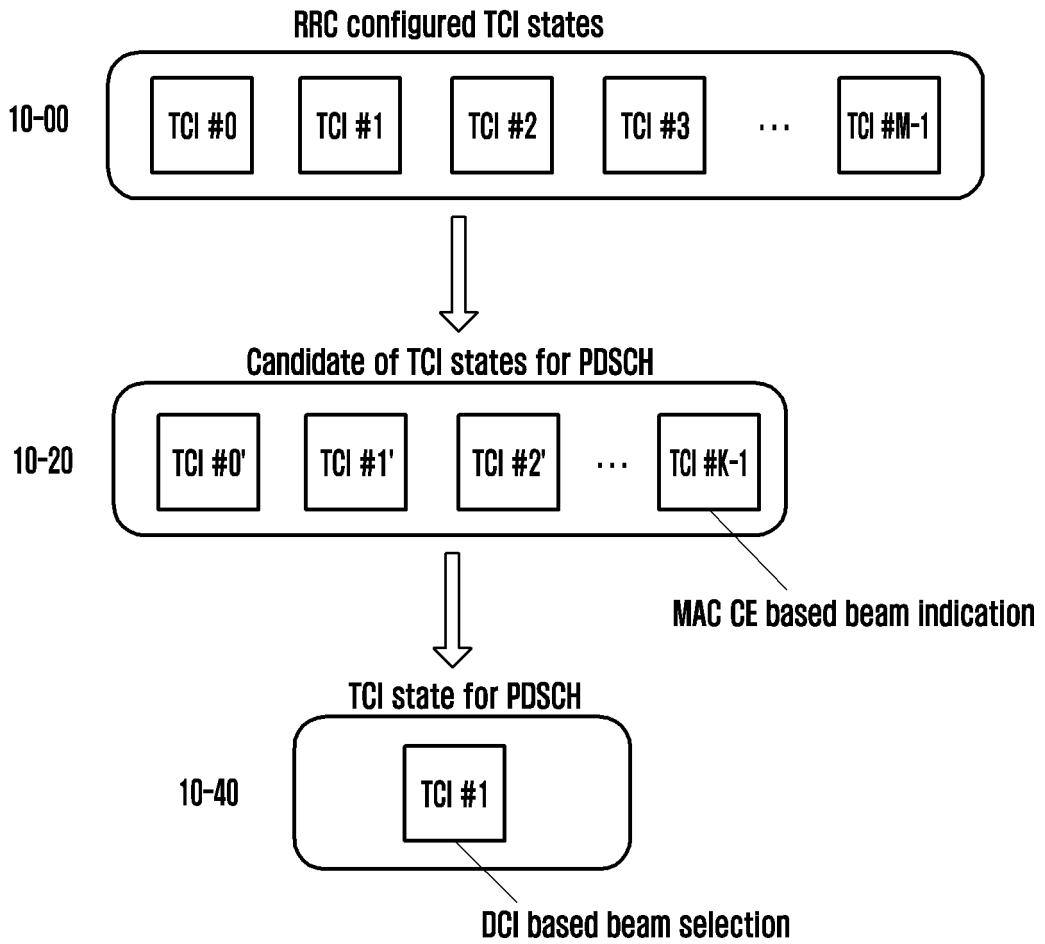 RRC configured TCI states
10-00 TCI #0 TCI #1 TCI #2 TCI #3 ... TCI #M-1
Candidate of TCI states for PDSCH
10-20 TCI #0' TCI #1' TCI #2' ... TCI #K-1
MAC CE based beam indication
TCI state for PDSCH
10-40 TCI #1
DCI based beam selection